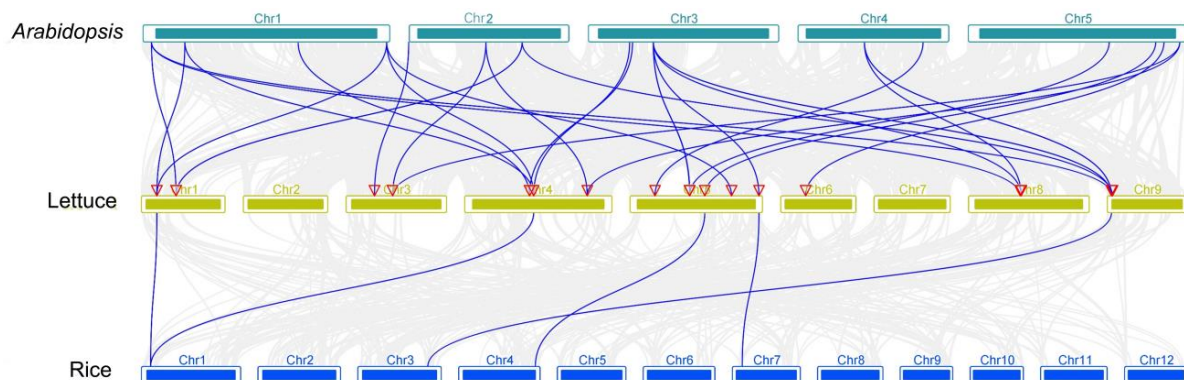 Arabidopsis Chr1 Chr2 Chr3 Chr4 Chr5
Lettuce Chr1 Chr2 Chr3 Chr4 Chr6 Chr7 Chr8 Chr9
Rice Chr1 Chr2 Chr3 Chr4 Chr5 Chr6 Chr7 Chr8 Chr9 Chr10 Chr11 Chr12